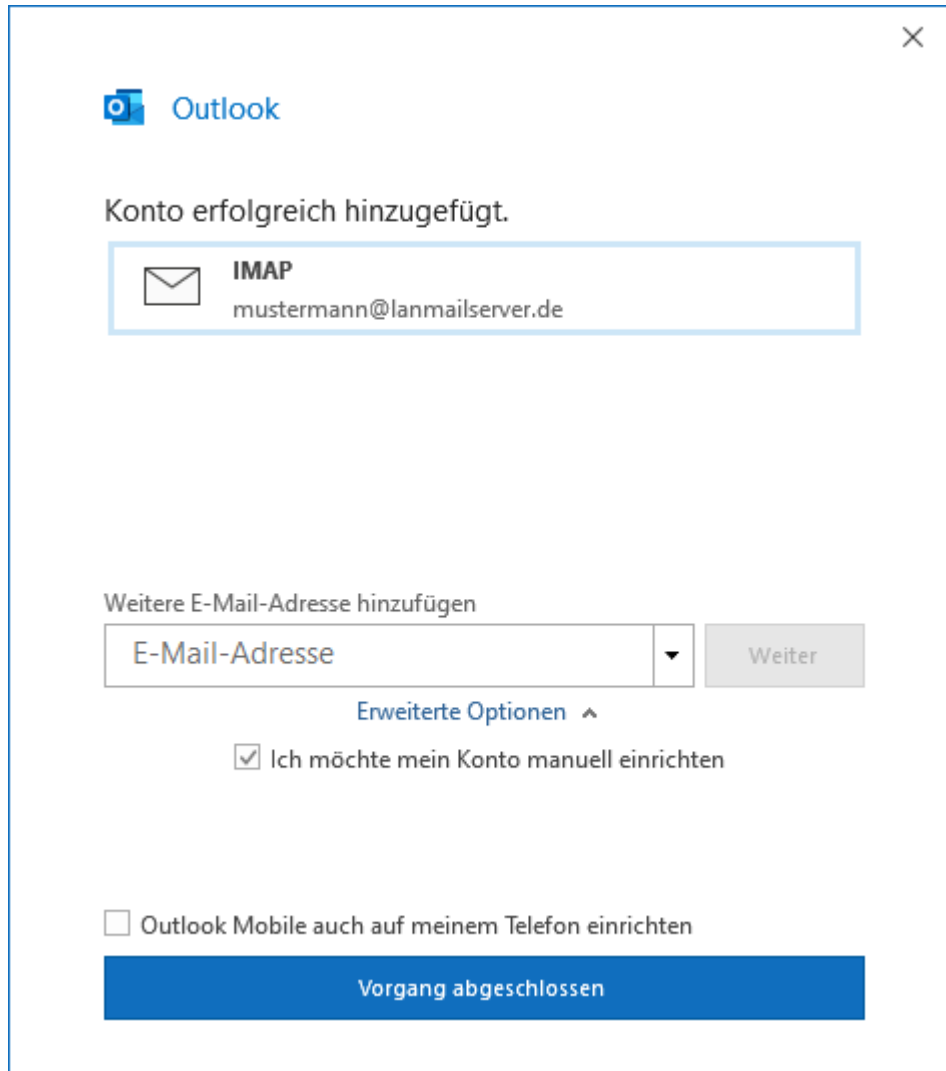 Outlook
Konto erfolgreich hinzugefügt.
IMAP
mustermann@lanmailserver.de
Weitere E-Mail-Adresse hinzufügen
E-Mail-Adresse
Weiter
Erweiterte Optionen
Ich möchte mein Konto manuell einrichten
Outlook Mobile auch auf meinem Telefon einrichten
Vorgang abgeschlossen